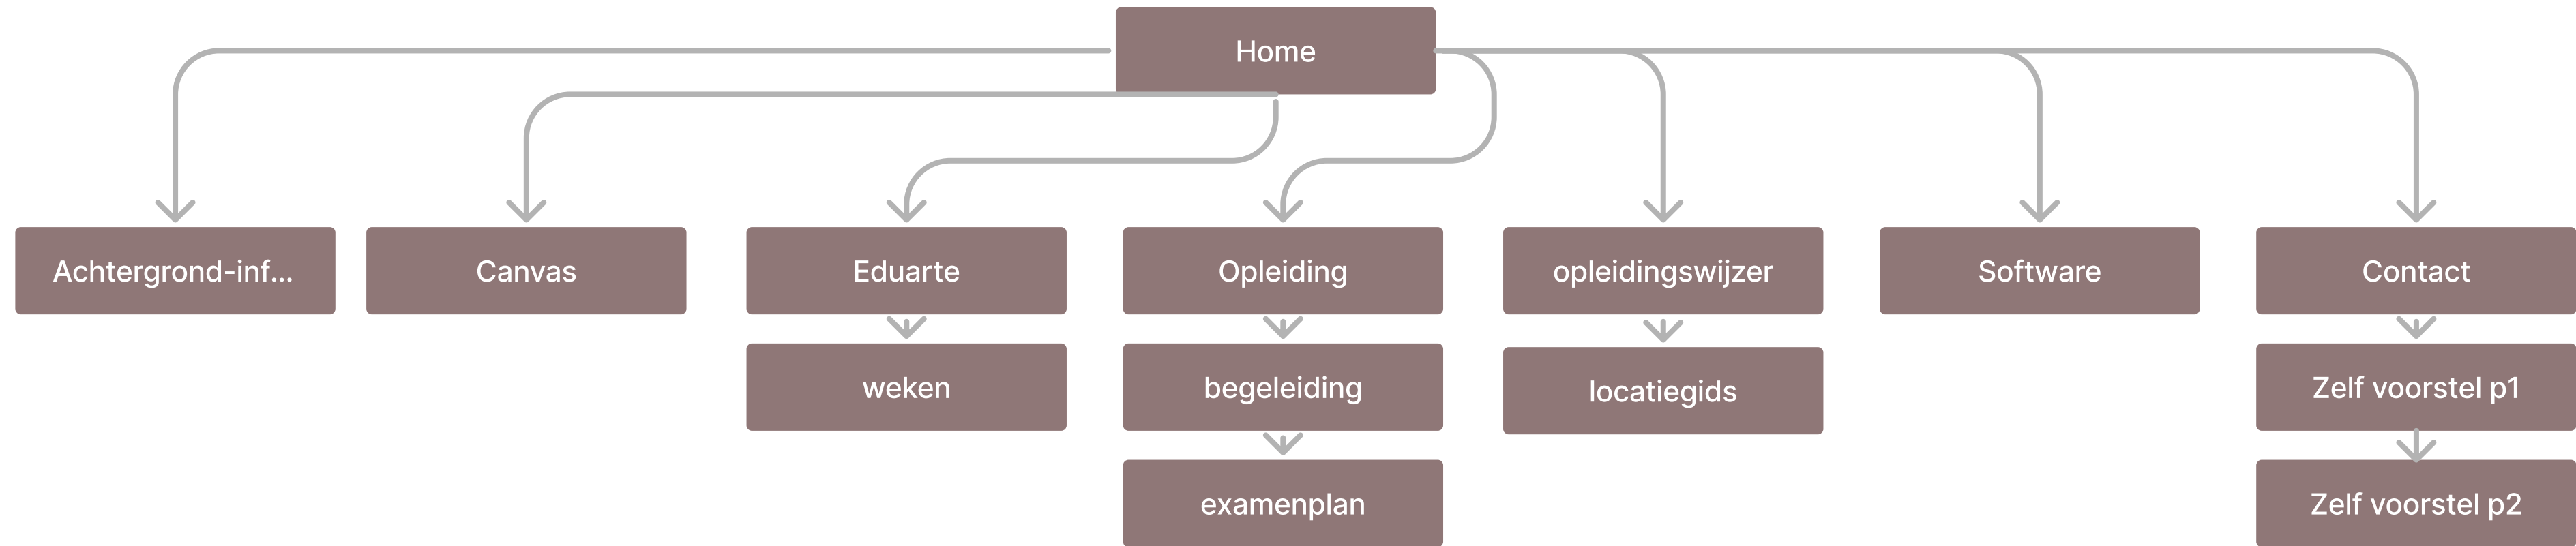 Home
Achtergrond-inf...
Canvas
Eduarte
Opleiding
opleidingswijzer
Software
Contact
weken
begeleiding
locatiegids
Zelf voorstel p1
examenplan
Zelf voorstel p2